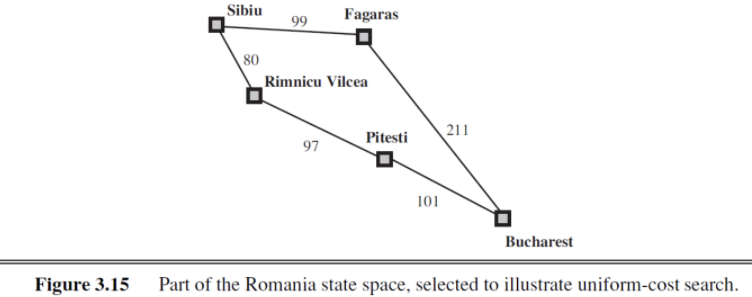 Sibiu
99
Fagaras
80
Rimnicu Vilcea
211
Pitesti
97
101
Bucharest
Figure 3.15 Part of the Romania state space, selected to illustrate uniform-cost search.